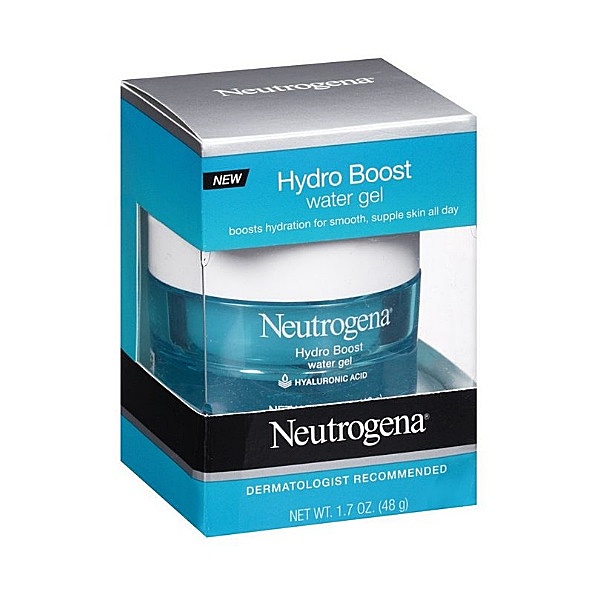 Neutrogena®
NEW
Hydro Boost
water gel
boosts hydration for smooth, supple skin all day
Neutrogena®
Hydro Boost
water gel
HYALURONIC ACID
Neutrogena®
DERMATOLOGIST RECOMMENDED
NET WT. 1.7 OZ. (48 g)